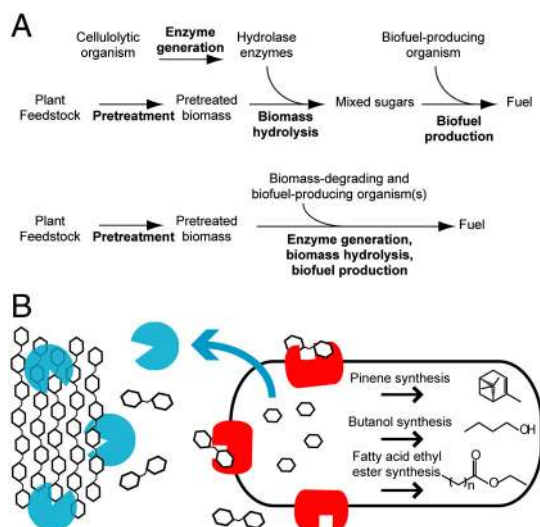 A
Cellulolytic
organism
Enzyme
generation
Hydrolase
enzymes
Biofuel-producing
organism
Plant
Feedstock
Pretreatment
Pretreated
biomass
Biomass
hydrolysis
Mixed sugars
Biofuel
production
Fuel
Biomass-degrading and
biofuel-producing organism(s)
Plant
Feedstock
Pretreatment
Pretreated
biomass
Fuel
Enzyme generation,
biomass hydrolysis,
biofuel production
B
Pinene synthesis
Butanol synthesis
OH
Fatty acid ethyl
ester synthesis
O
n
O